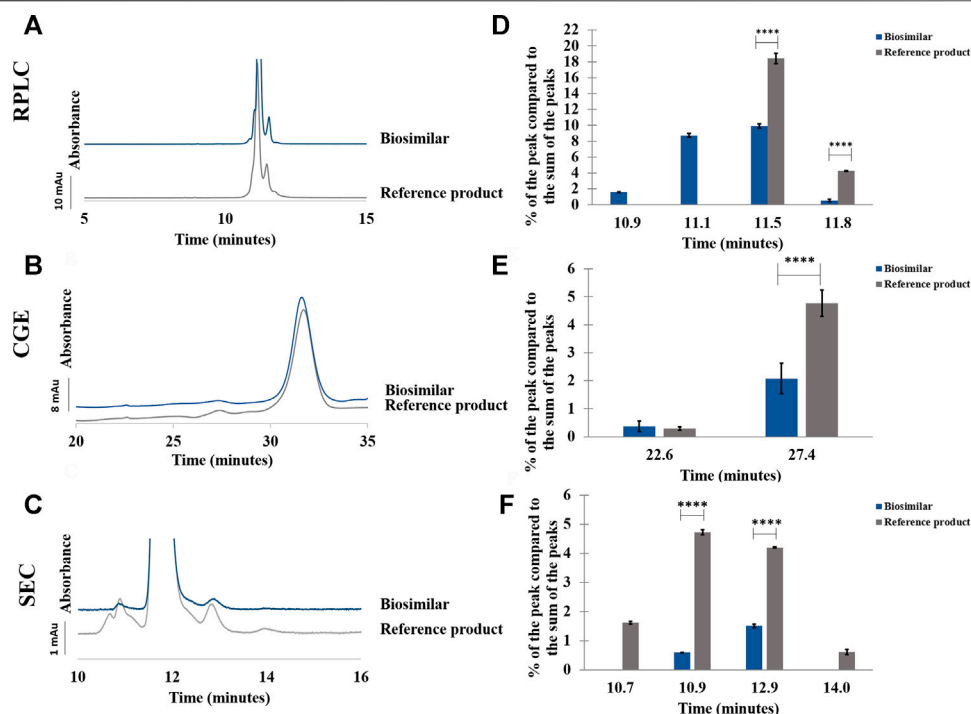 A
RPLC
Absorbance
10 mAu
Biosimilar
Reference product
5
10
15
Time (minutes)
D
% of the peak compared to
the sum of the peaks
22
20
18
16
14
12
10
8
6
4
2
0
****
****
10.9
11.1
11.5
11.8
Time (minutes)
Biosimilar
Reference product
B
CGE
Absorbance
8 mAu
Biosimilar
Reference product
20
25
30
35
Time (minutes)
E
% of the peak compared to
the sum of the peaks
6
5
4
3
2
1
0
****
22.6
27.4
Time (minutes)
Biosimilar
Reference product
C
SEC
Absorbance
1 mAu
Biosimilar
Reference product
10
12
14
16
Time (minutes)
F
% of the peak compared to
the sum of the peaks
6
5
4
3
2
1
0
****
****
10.7
10.9
12.9
14.0
Time (minutes)
Biosimilar
Reference product